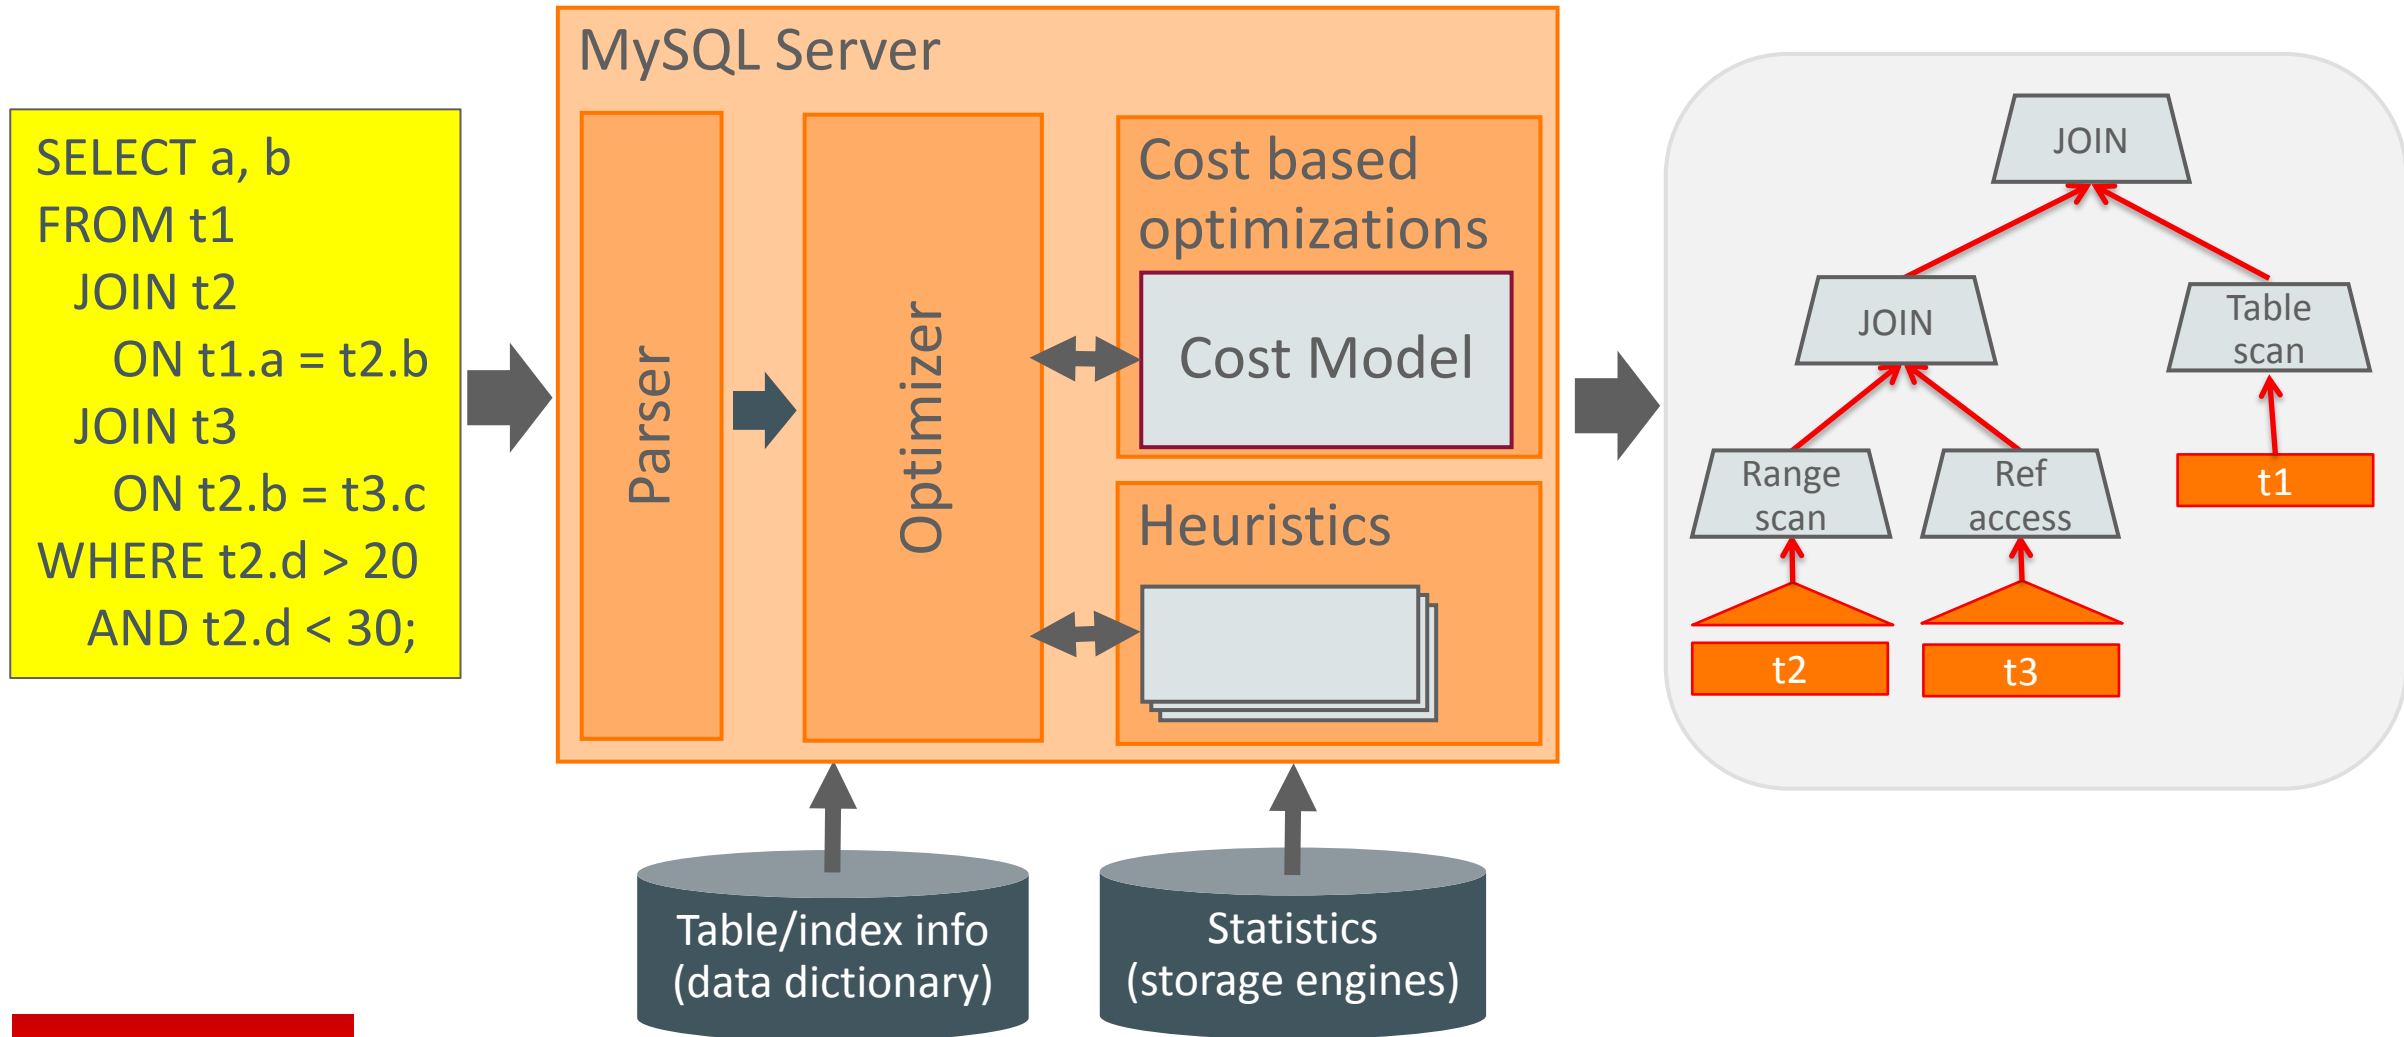 SELECT a, b
FROM t1
JOIN t2
ON t1.a = t2.b
JOIN t3
ON t2.b = t3.c
WHERE t2.d > 20
AND t2.d < 30;
MySQL Server
Parser
Optimizer
Cost based
optimizations
Cost Model
Heuristics
Table/index info
(data dictionary)
Statistics
(storage engines)
JOIN
JOIN
Table
scan
Range
scan
Ref
access
t1
t2
t3